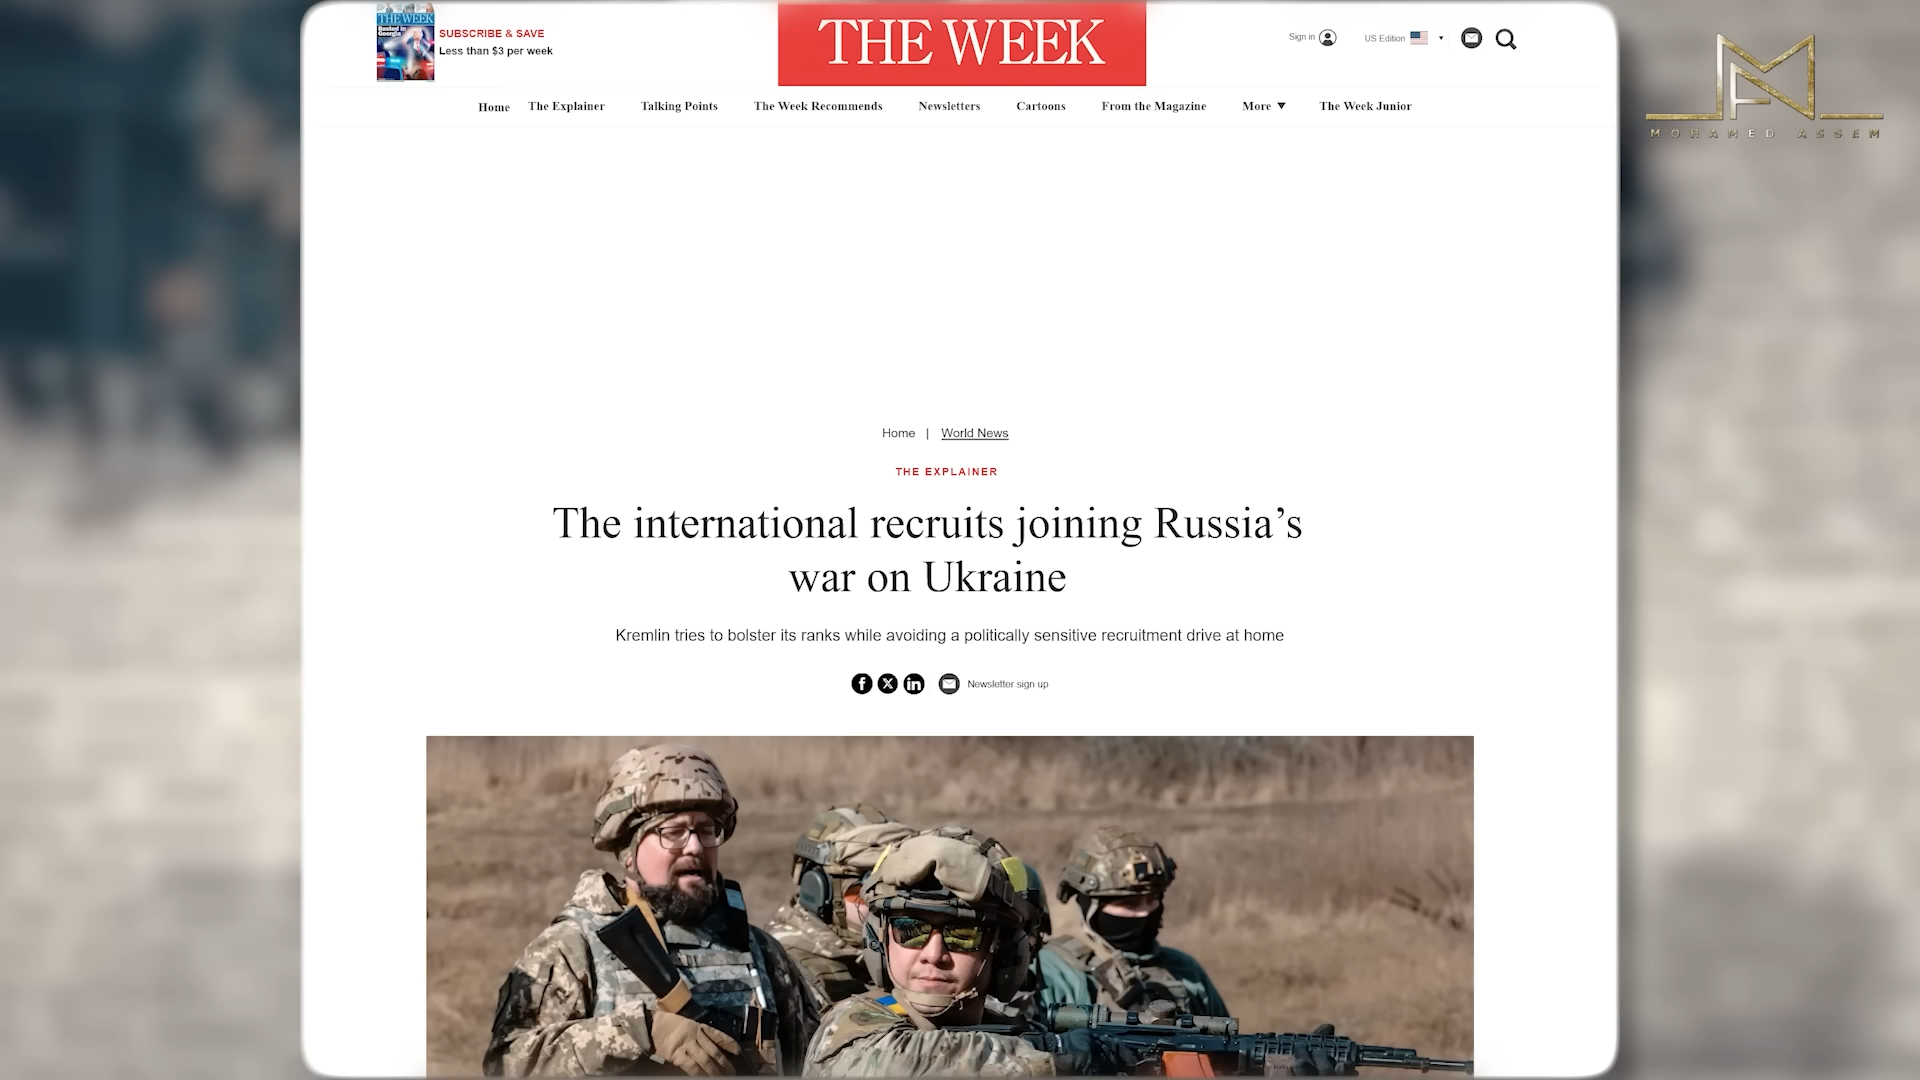 THE WEEK
SUBSCRIBE & SAVE
Less than $3 per week
THE WEEK
Sign in
US Edition
MOHAMED ASSEM
Home The Explainer Talking Points The Week Recommends Newsletters Cartoons From the Magazine More ▼ The Week Junior
Home | World News
THE EXPLAINER
The international recruits joining Russia’s
war on Ukraine
Kremlin tries to bolster its ranks while avoiding a politically sensitive recruitment drive at home
Newsletter sign up